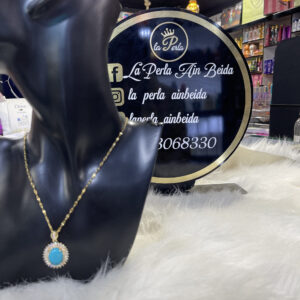 la Perla
La Perla Ain Beida
la perla ainbeida
laperla_ainbeida
3068330